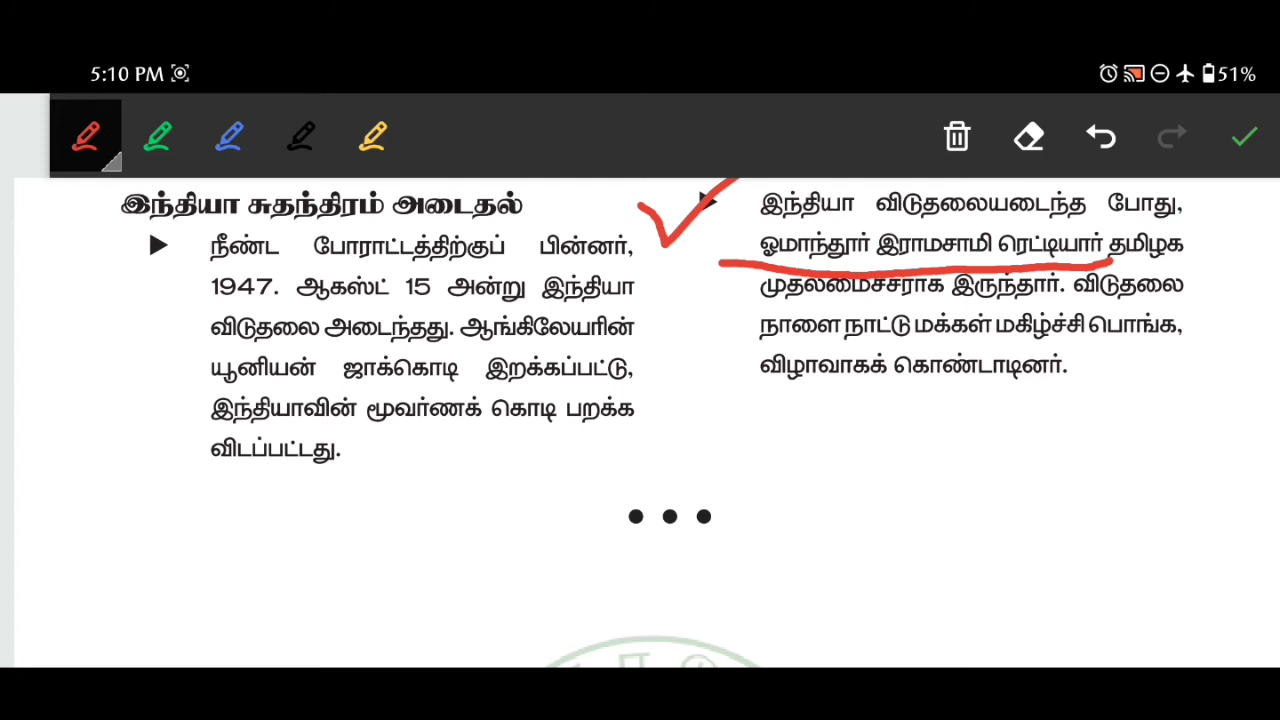 5:10 PM
51%
இந்தியா சுதந்திரம் அடைதல்
நீண்ட போராட்டத்திற்குப் பின்னர்,
1947. ஆகஸ்ட் 15 அன்று இந்தியா
விடுதலை அடைந்தது. ஆங்கிலேயரின்
யூனியன் ஜாக்கொடி இறக்கப்பட்டு,
இந்தியாவின் மூவர்ணக் கொடி பறக்க
விடப்பட்டது.
இந்தியா விடுதலையடைந்த போது,
ஓமாந்தூர் இராமசாமி ரெட்டியார் தமிழக
முதலமைச்சராக இருந்தார். விடுதலை
நாளை நாட்டு மக்கள் மகிழ்ச்சி பொங்க,
விழாவாகக் கொண்டாடினர்.